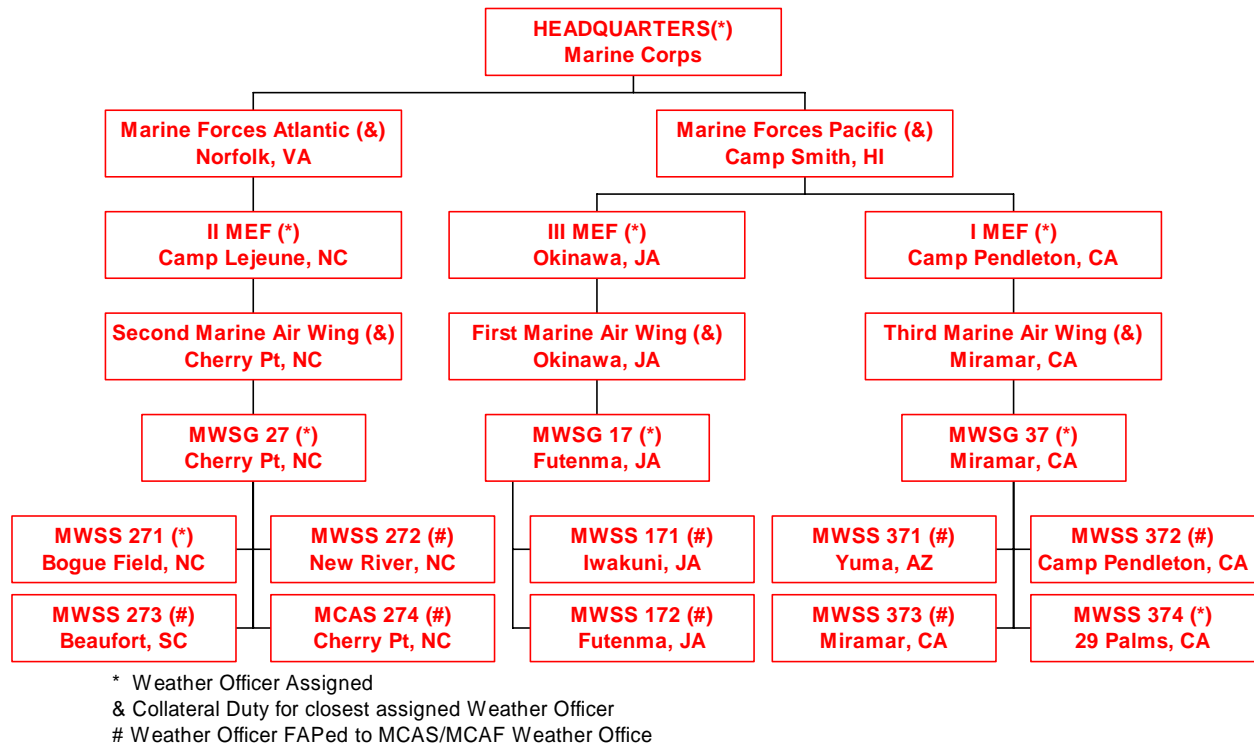 HEADQUARTERS(*)
Marine Corps
Marine Forces Atlantic (&)
Norfolk, VA
Marine Forces Pacific (&)
Camp Smith, HI
II MEF (*)
Camp Lejeune, NC
III MEF (*)
Okinawa, JA
I MEF (*)
Camp Pendleton, CA
Second Marine Air Wing (&)
Cherry Pt, NC
First Marine Air Wing (&)
Okinawa, JA
Third Marine Air Wing (&)
Miramar, CA
MWSG 27 (*)
Cherry Pt, NC
MWSG 17 (*)
Futenma, JA
MWSG 37 (*)
Miramar, CA
MWSS 271 (*)
Bogue Field, NC
MWSS 272 (#)
New River, NC
MWSS 171 (#)
Iwakuni, JA
MWSS 371 (#)
Yuma, AZ
MWSS 372 (#)
Camp Pendleton, CA
MWSS 273 (#)
Beaufort, SC
MCAS 274 (#)
Cherry Pt, NC
MWSS 172 (#)
Futenma, JA
MWSS 373 (#)
Miramar, CA
MWSS 374 (*)
29 Palms, CA
* Weather Officer Assigned
& Collateral Duty for closest assigned Weather Officer
# Weather Officer FAPed to MCAS/MCAF Weather Office